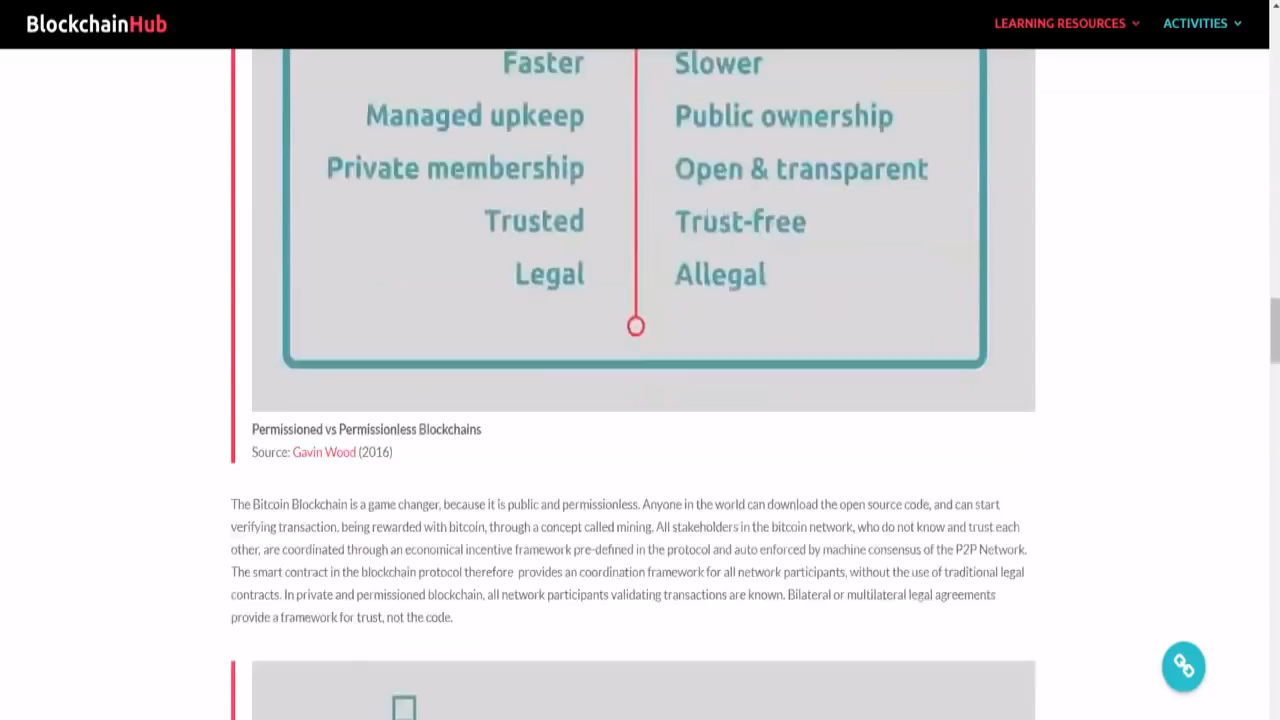 BlockchainHub
LEARNING RESOURCES
ACTIVITIES
Faster Slower
Managed upkeep Public ownership
Private membership Open & transparent
Trusted Trust-free
Legal Allegal
Permissioned vs Permissionless Blockchains
Source: Gavin Wood (2016)
The Bitcoin Blockchain is a game changer, because it is public and permissionless. Anyone in the world can download the open source code, and can start
verifying transaction, being rewarded with bitcoin, through a concept called mining. All stakeholders in the bitcoin network, who do not know and trust each
other, are coordinated through an economical incentive framework pre-defined in the protocol and auto enforced by machine consensus of the P2P Network.
The smart contract in the blockchain protocol therefore provides an coordination framework for all network participants, without the use of traditional legal
contracts. In private and permissioned blockchain, all network participants validating transactions are known. Bilateral or multilateral legal agreements
provide a framework for trust, not the code.